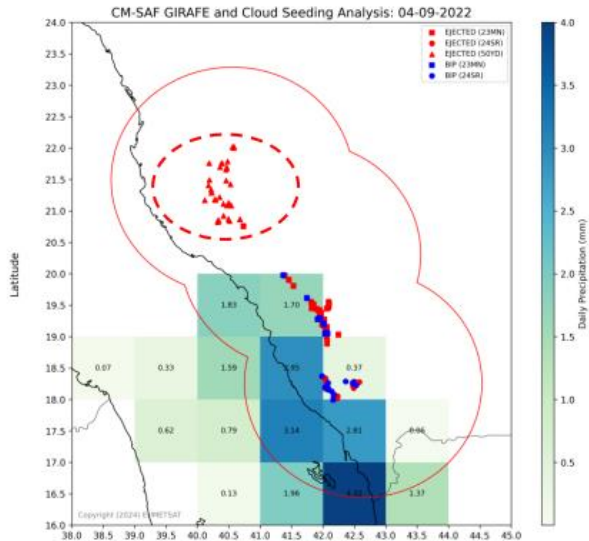 CM-SAF GIRAFE and Cloud Seeding Analysis: 04-09-2022
EJECTED (23MN)
EJECTED (24SR)
EJECTED (50YD)
BIP (23MN)
BIP (24SR)
24.0
23.0
22.0
21.5
21.0
20.5
20.0
19.5
19.0
18.5
18.0
17.5
17.0
16.5
16.0
Latitude
1.83 1.70
0.07 0.33 1.59 0.37
0.62 0.79 3.14 2.81 0.06
0.13 1.96 1.37
Copyright (2024) EUMETSAT
38.0 38.5 39.0 39.5 40.0 40.5 41.0 41.5 42.0 42.5 43.0 43.5 44.0 44.5 45.0
4.0
3.5
3.0
2.5
2.0
1.5
1.0
0.5
Daily Precipitation (mm)